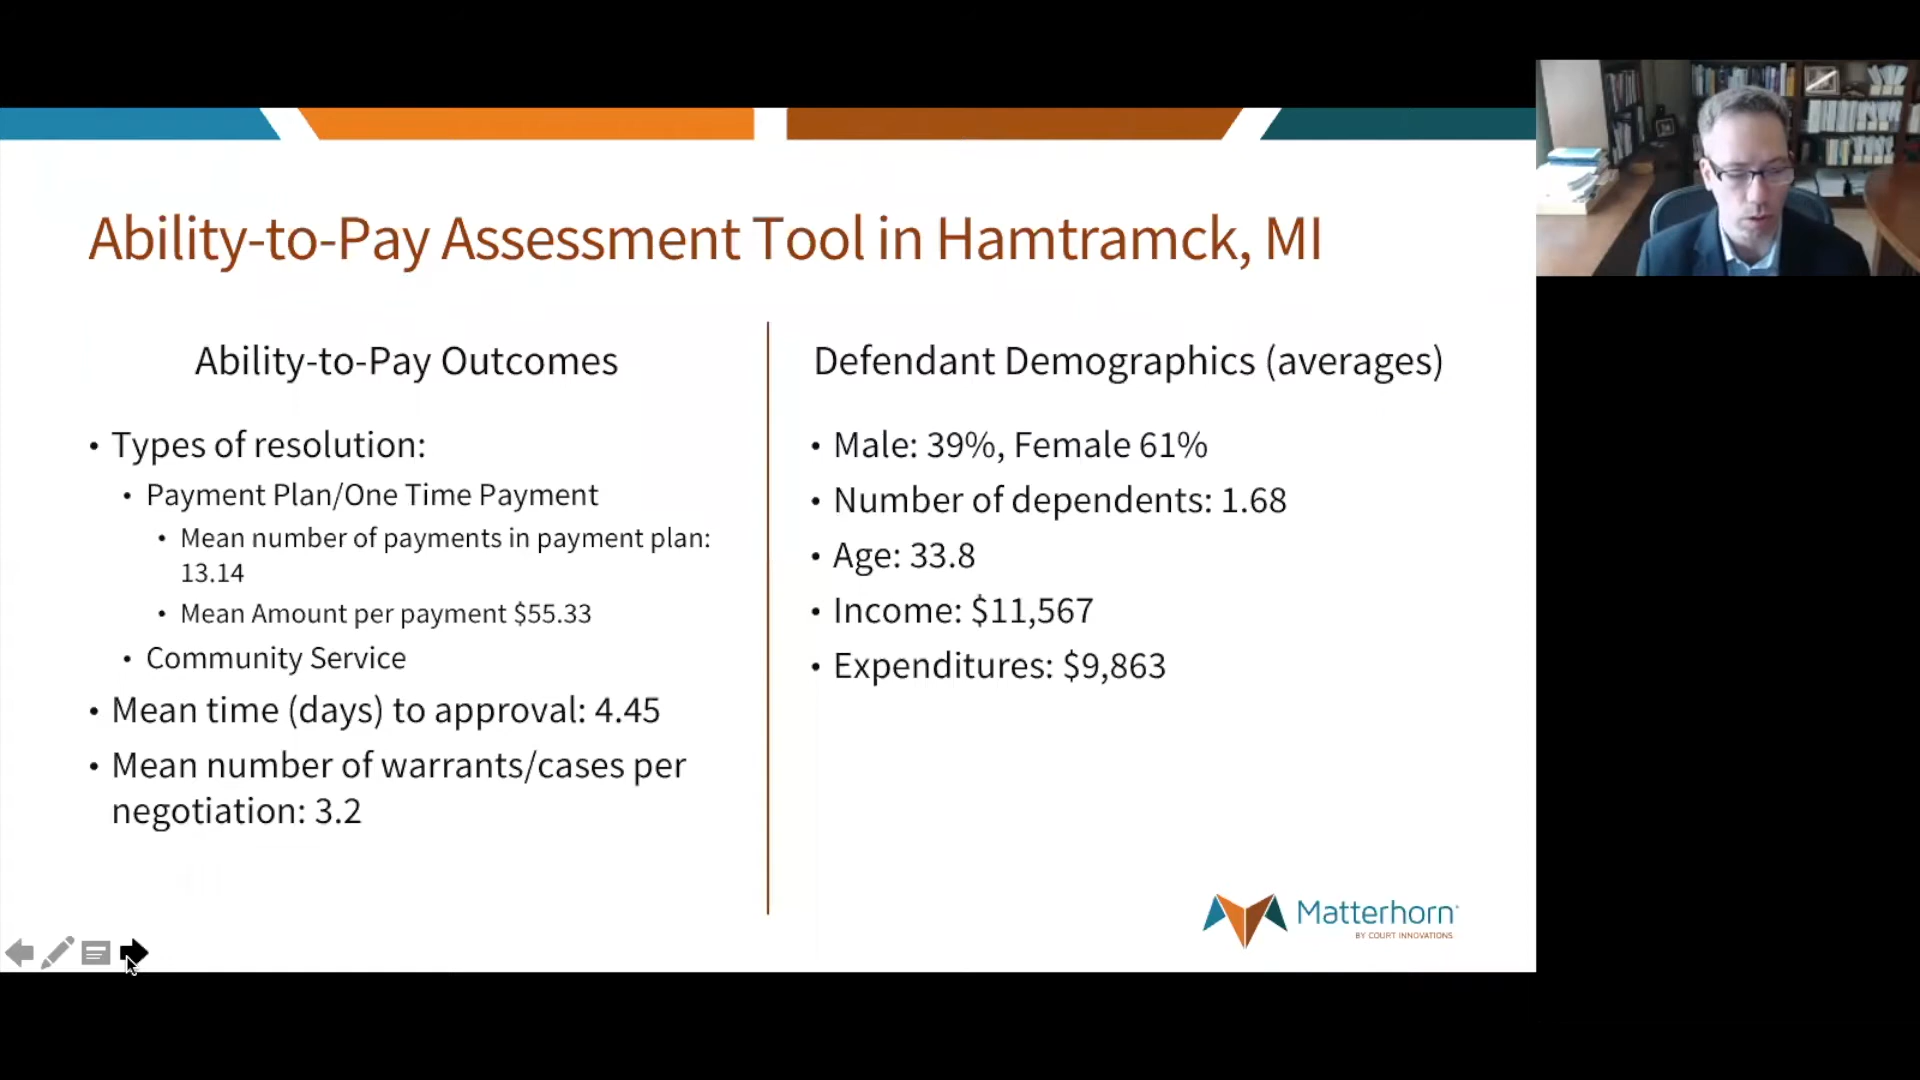 Ability-to-Pay Assessment Tool in Hamtramck, MI
Ability-to-Pay Outcomes
• Types of resolution:
• Payment Plan/One Time Payment
• Mean number of payments in payment plan:
13.14
• Mean Amount per payment $55.33
• Community Service
• Mean time (days) to approval: 4.45
• Mean number of warrants/cases per
negotiation: 3.2
Defendant Demographics (averages)
• Male: 39%, Female 61%
• Number of dependents: 1.68
• Age: 33.8
• Income: $11,567
• Expenditures: $9,863
Matterhorn
BY COURT INNOVATIONS